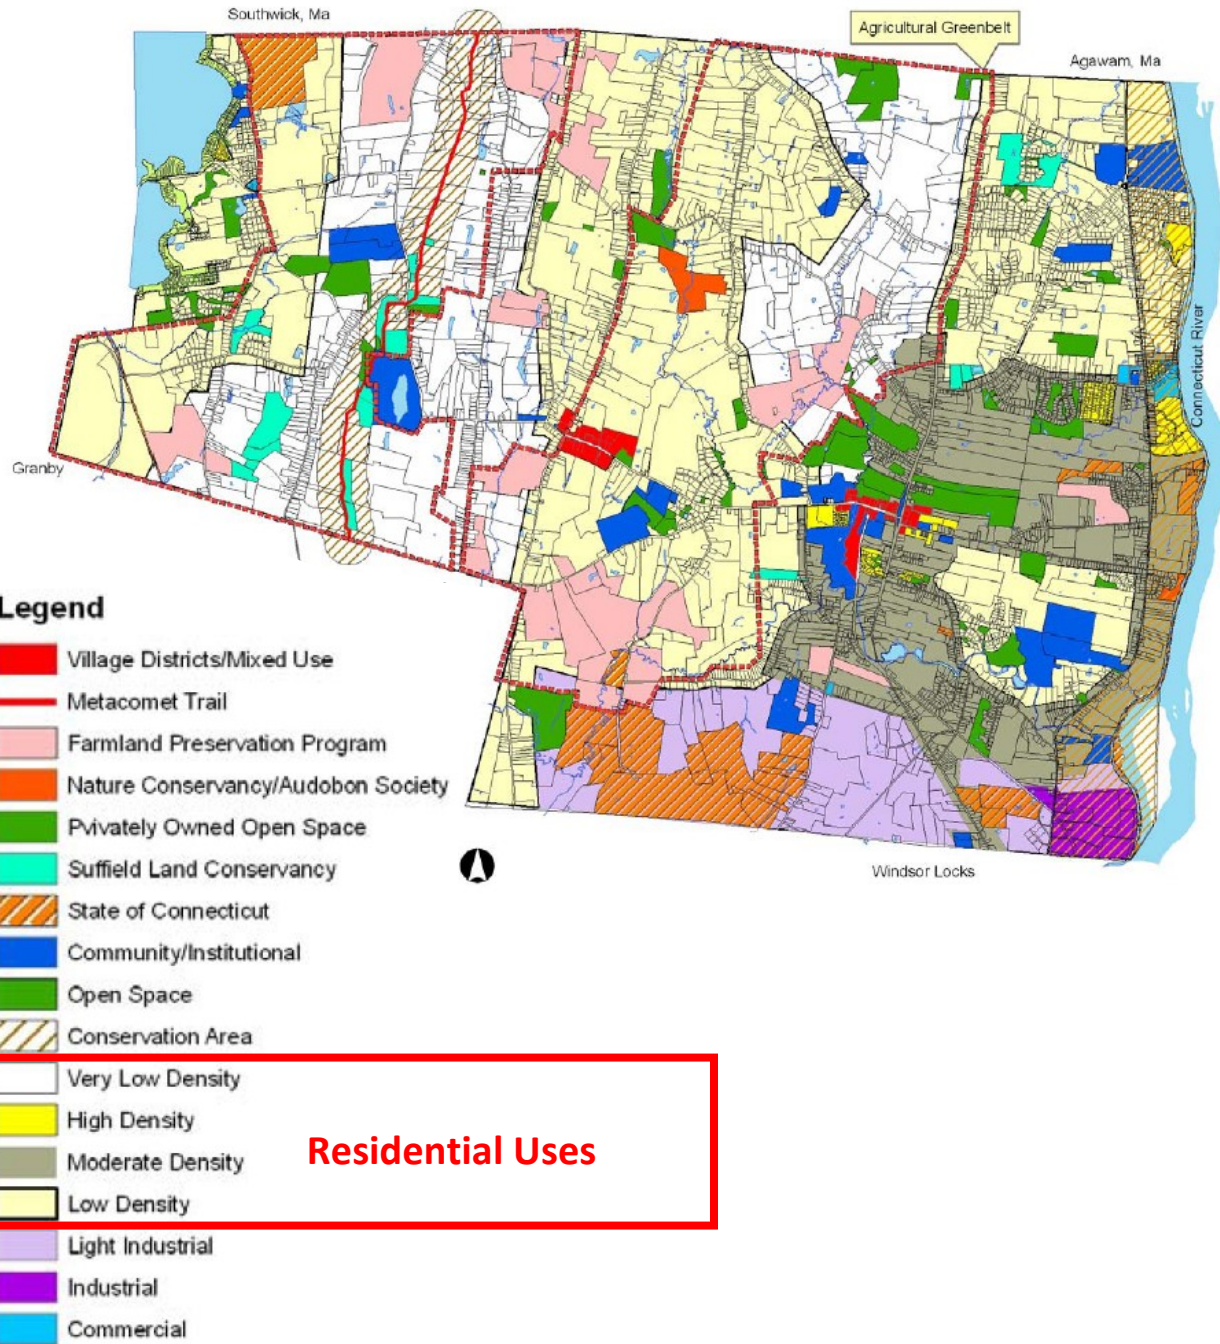 Southwick, Ma
Agricultural Greenbelt
Agawam, Ma
Connecticut River
Granby
Windsor Locks
Legend
Village Districts/Mixed Use
Metacomet Trail
Farmland Preservation Program
Nature Conservancy/Audobon Society
Pvivately Owned Open Space
Suffield Land Conservancy
State of Connecticut
Community/Institutional
Open Space
Conservation Area
Very Low Density
High Density
Moderate Density
Residential Uses
Low Density
Light Industrial
Industrial
Commercial